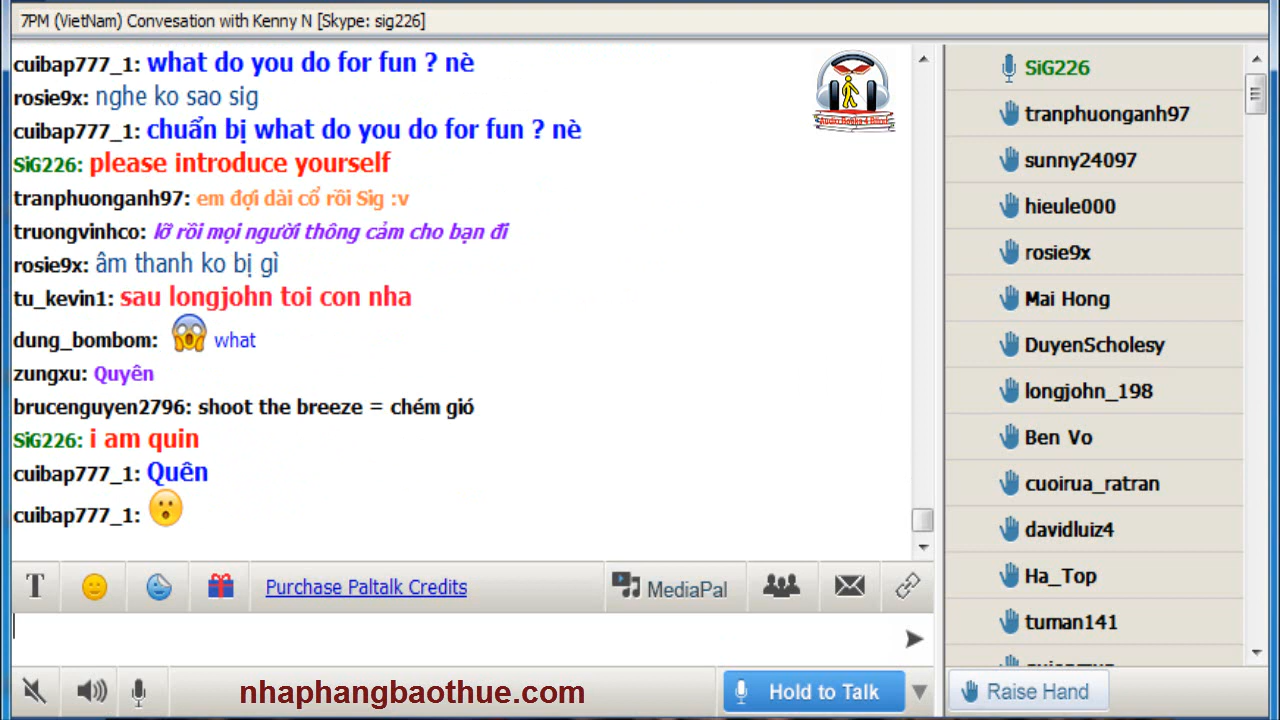 7PM (VietNam) Convesation with Kenny N [Skype: sig226]
cuibap777_1: what do you do for fun ? nè
rosie9x: nghe ko sao sig
cuibap777_1: chuẩn bị what do you do for fun ? nè
SiG226: please introduce yourself
tranphuonganh97: em đợi dài cổ rồi Sig :v
truongvinhco: lỡ rồi mọi người thông cảm cho bạn đi
rosie9x: âm thanh ko bị gì
tu_kevin1: sau longjohn toi con nha
dung_bombom: what
zungxu: Quyên
brucenguyen2796: shoot the breeze = chém gió
SiG226: i am quin
cuibap777_1: Quên
cuibap777_1:
SiG226
tranphuonganh97
sunny24097
hieule000
rosie9x
Mai Hong
DuyenScholesy
longjohn_198
Ben Vo
cuoirua_ratran
davidluiz4
Ha_Top
tuman141
T
Purchase Paltalk Credits
MediaPal
nhaphangbaothue.com
Hold to Talk
Raise Hand